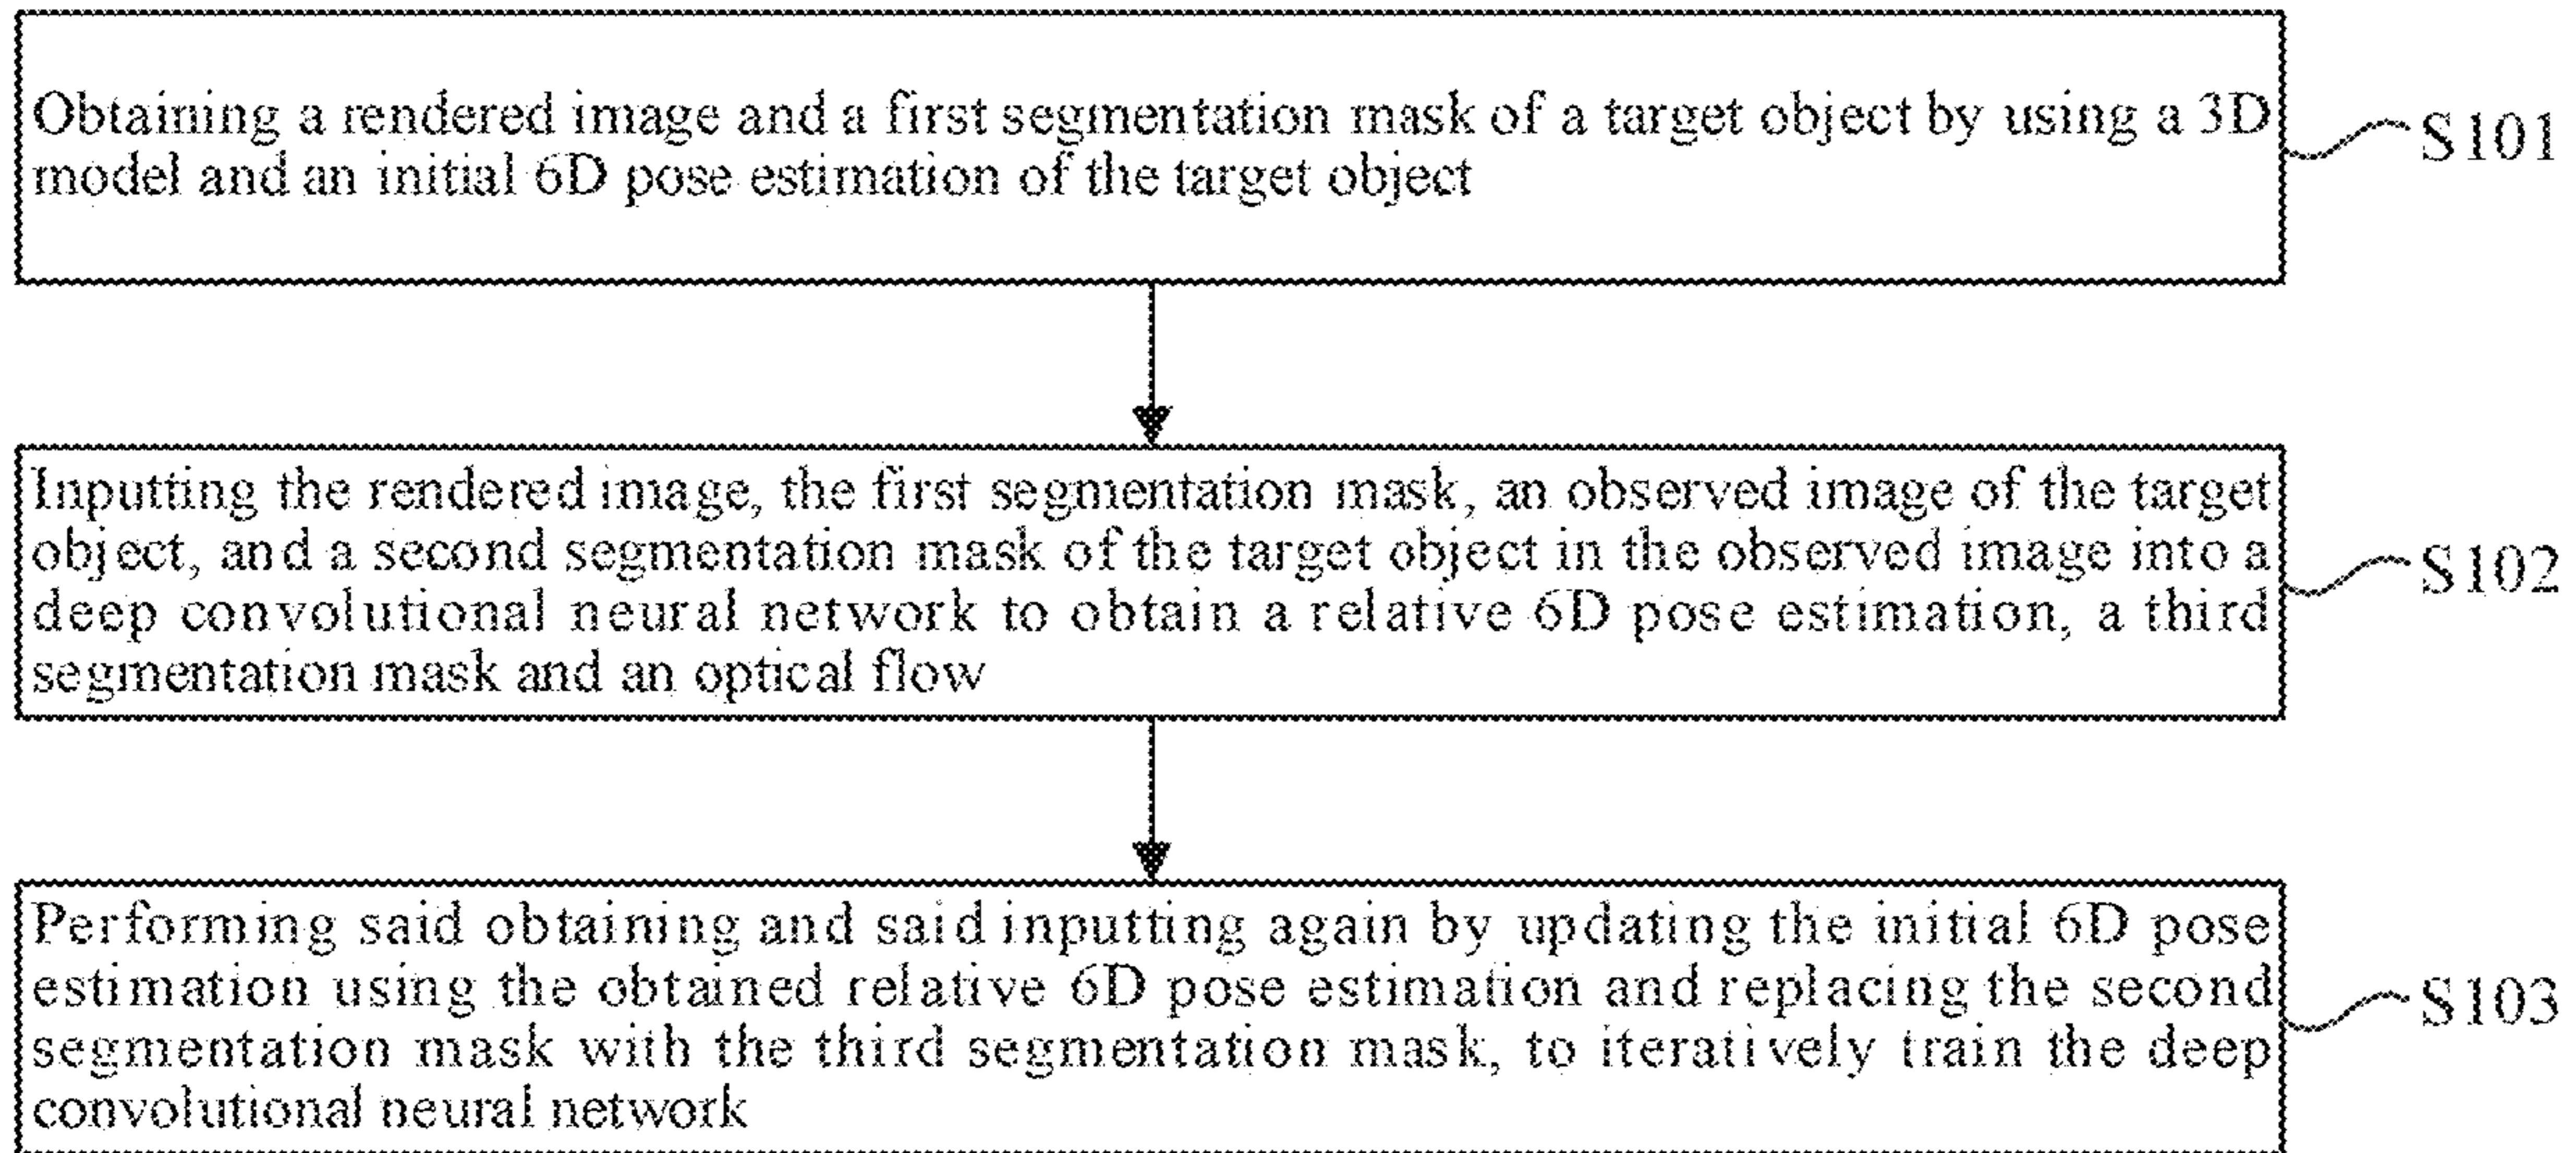 Obtaining a rendered image and a first segmentation mask of a target object by using a 3D
model and an initial 6D pose estimation of the target object
S101
Inputting the rendered image, the first segmentation mask, an observed image of the target
object, and a second segmentation mask of the target object in the observed image into a
deep convolutional neural network to obtain a relative 6D pose estimation, a third
segmentation mask and an optical flow
S102
Performing said obtaining and said inputting again by updating the initial 6D pose
estimation using the obtained relative 6D pose estimation and replacing the second
segmentation mask with the third segmentation mask, to iteratively train the deep
convolutional neural network
S103